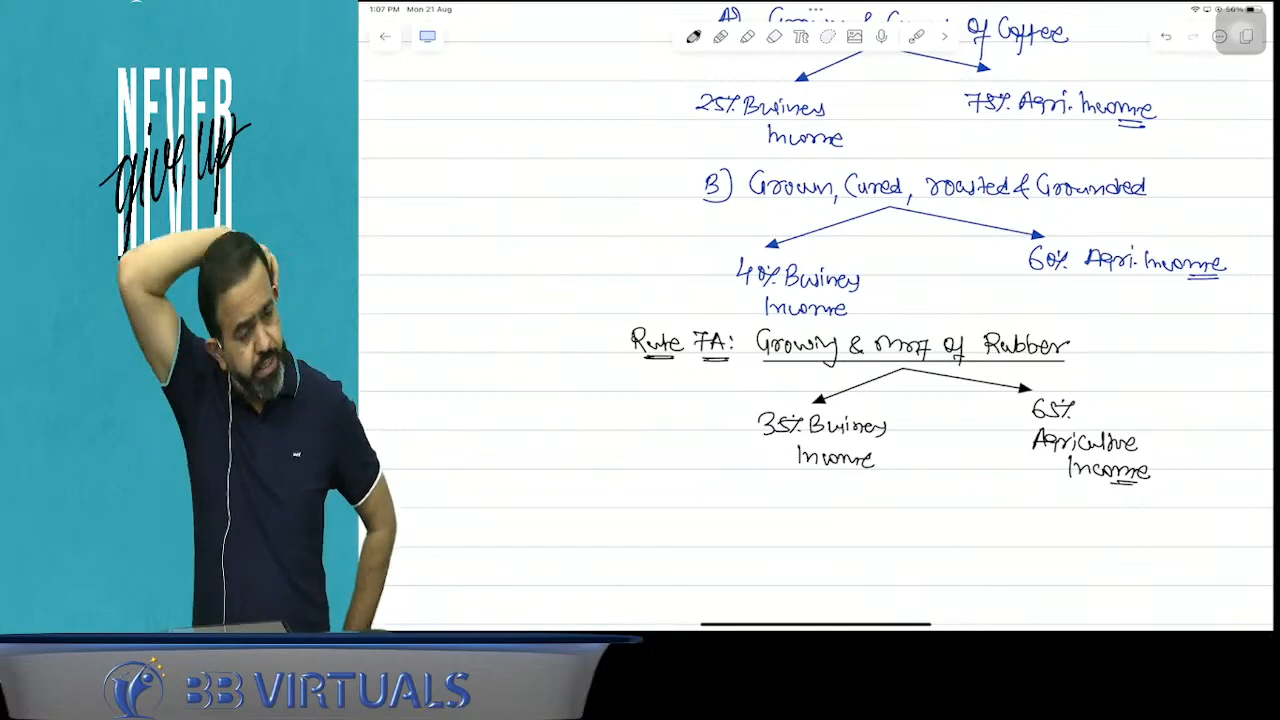 1:07 PM Mon 21 Aug
56%
of Coffee
25% Business
Income
75% Agri. Income
B) Grown, Cured, roasted & Grounded
40% Business
Income
60% Agri. Income
Rule 7A: Growing & Mnf of Rubber
35% Business
Income
65%
Agriculture
Income
NEVER
give up
NEVER
BB VIRTUALS